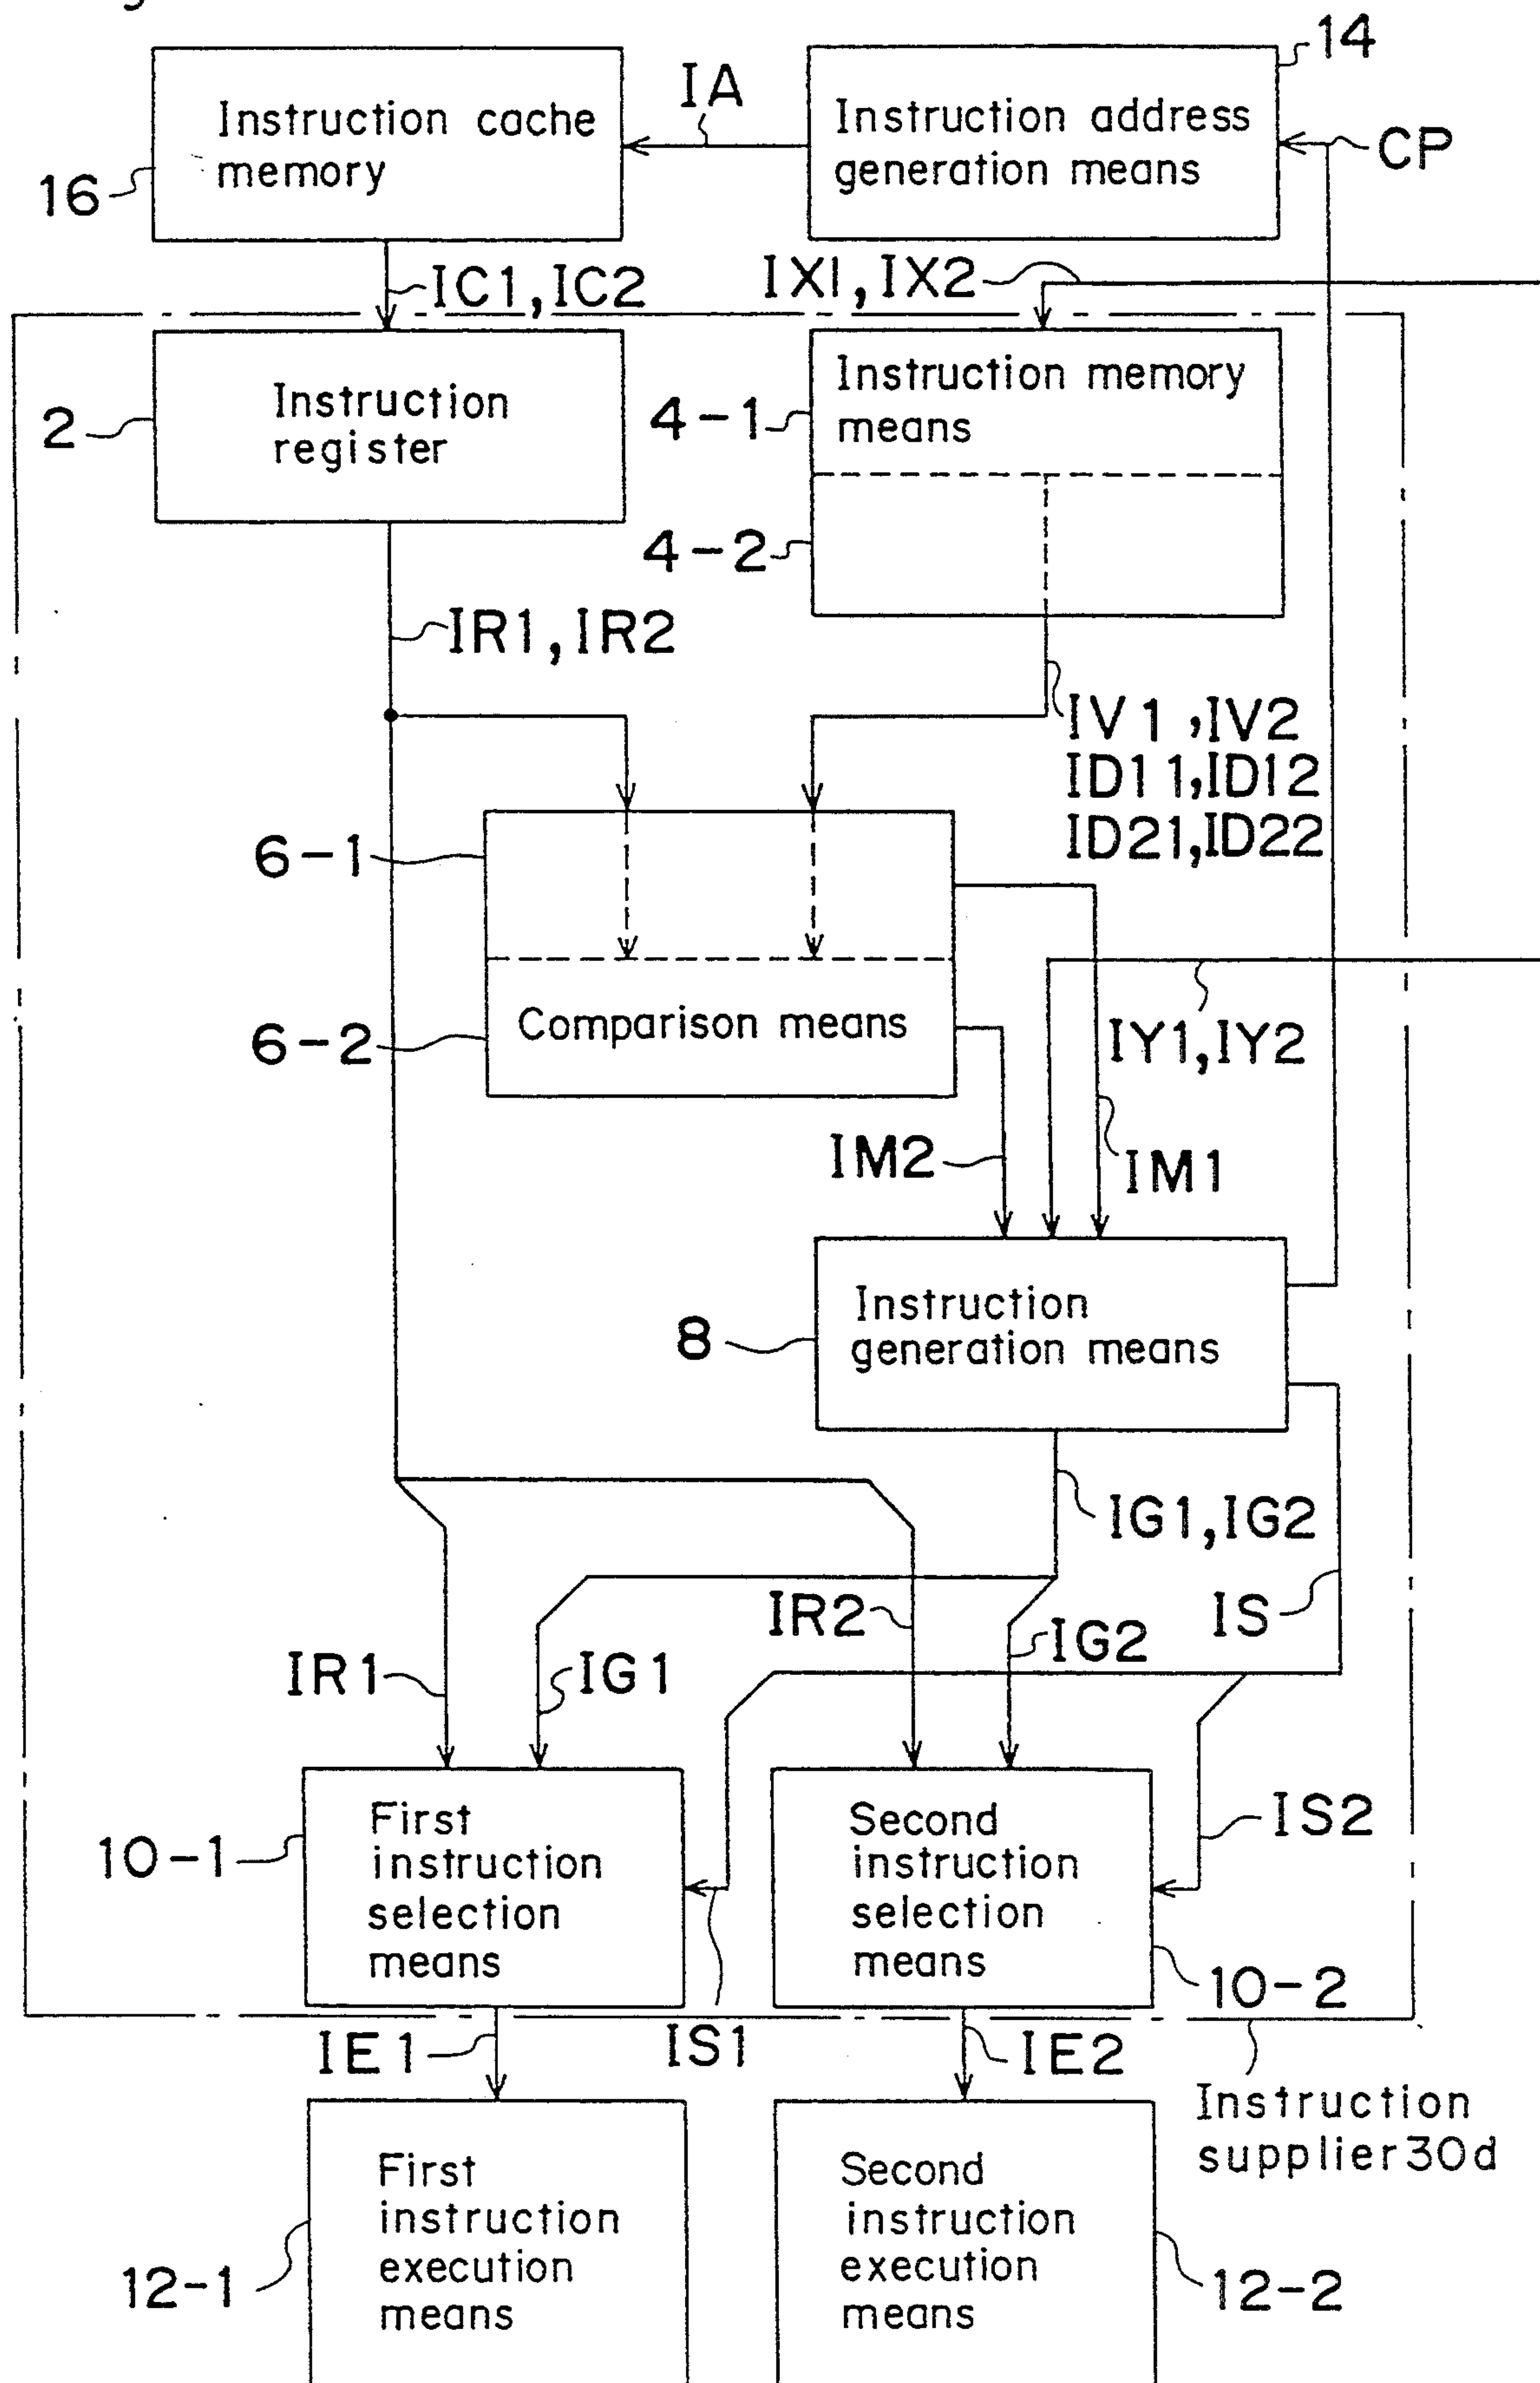 14
Instruction cache
memory
IA
Instruction address
generation means
CP
16
IC1, IC2
IX1, IX2
Instruction
register
2
Instruction memory
means
4-1
4-2
IR1, IR2
IV1, IV2
ID11, ID12
ID21, ID22
6-1
6-2
Comparison means
IY1, IY2
IM2
IM1
8
Instruction
generation means
IG1, IG2
IR2
IG2
IS
IR1
IG1
10-1
First
instruction
selection
means
Second
instruction
selection
means
IS2
10-2
IE1
IS1
IE2
Instruction
supplier 30d
First
instruction
execution
means
12-1
Second
instruction
execution
means
12-2